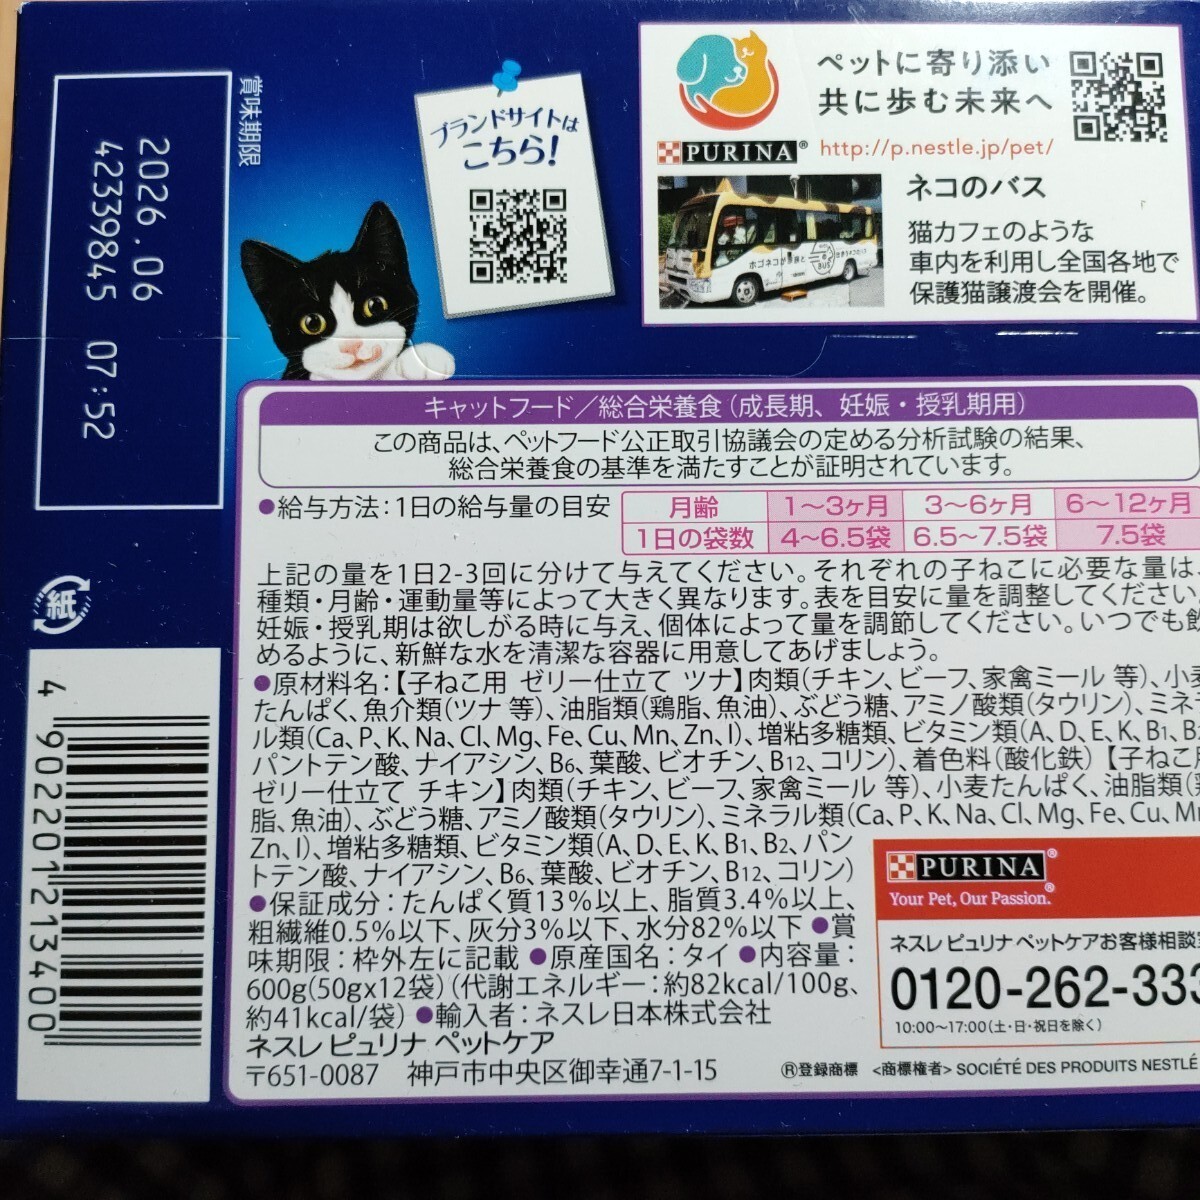 賞味期限
2026.06
42339845 07:52
ブランドサイトは
こちら!
ペットに寄り添い
共に歩む未来へ
PURINA®
http://p.nestle.jp/pet/
ネコのバス
猫カフェのような
車内を利用し全国各地で
保護猫譲渡会を開催。
BUS
キャットフード／総合栄養食(成長期、妊娠・授乳期用)
この商品は、ペットフード公正取引協議会の定める分析試験の結果、
総合栄養食の基準を満たすことが証明されています。
●給与方法：1日の給与量の目安
月齢 1〜3ヶ月 3〜6ヶ月 6〜12ヶ月
1日の袋数 4〜6.5袋 6.5〜7.5袋 7.5袋
上記の量を1日2-3回に分けて与えてください。それぞれの子ねこに必要な量は、
種類・月齢・運動量等によって大きく異なります。表を目安に量を調整してください。
妊娠・授乳期は欲しがる時に与え、個体によって量を調節してください。いつでも飲
めるように、新鮮な水を清潔な容器に用意してあげましょう。
●原材料名：【子ねこ用 ゼリー仕立て ツナ】肉類(チキン、ビーフ、家禽ミール 等)、小麦
たんぱく、魚介類(ツナ 等)、油脂類(鶏脂、魚油)、ぶどう糖、アミノ酸類(タウリン)、ミネラ
ル類(Ca、P、K、Na、Cl、Mg、Fe、Cu、Mn、Zn、I)、増粘多糖類、ビタミン類(A、D、E、K、B1、B2
パントテン酸、ナイアシン、B6、葉酸、ビオチン、B12、コリン)、着色料(酸化鉄)【子ねこ用
ゼリー仕立て チキン】肉類(チキン、ビーフ、家禽ミール 等)、小麦たんぱく、油脂類(鶏
脂、魚油)、ぶどう糖、アミノ酸類(タウリン)、ミネラル類(Ca、P、K、Na、Cl、Mg、Fe、Cu、Mn
Zn、I)、増粘多糖類、ビタミン類(A、D、E、K、B1、B2、パン
トテン酸、ナイアシン、B6、葉酸、ビオチン、B12、コリン)
●保証成分：たんぱく質13%以上、脂質3.4%以上、
粗繊維0.5%以下、灰分3%以下、水分82%以下 ●賞
味期限：枠外左に記載 ●原産国名：タイ ●内容量：
600g(50gx12袋)(代謝エネルギー：約82kcal/100g、
約41kcal/袋) ●輸入者：ネスレ日本株式会社
ネスレ ピュリナ ペットケア
〒651-0087 神戸市中央区御幸通7-1-15
PURINA®
Your Pet, Our Passion.®
ネスレ ピュリナ ペットケアお客様相談室
0120-262-333
10:00〜17:00(土・日・祝日を除く)
®登録商標 <商標権者> SOCIÉTÉ DES PRODUITS NESTLÉ
紙
4 902201 213400